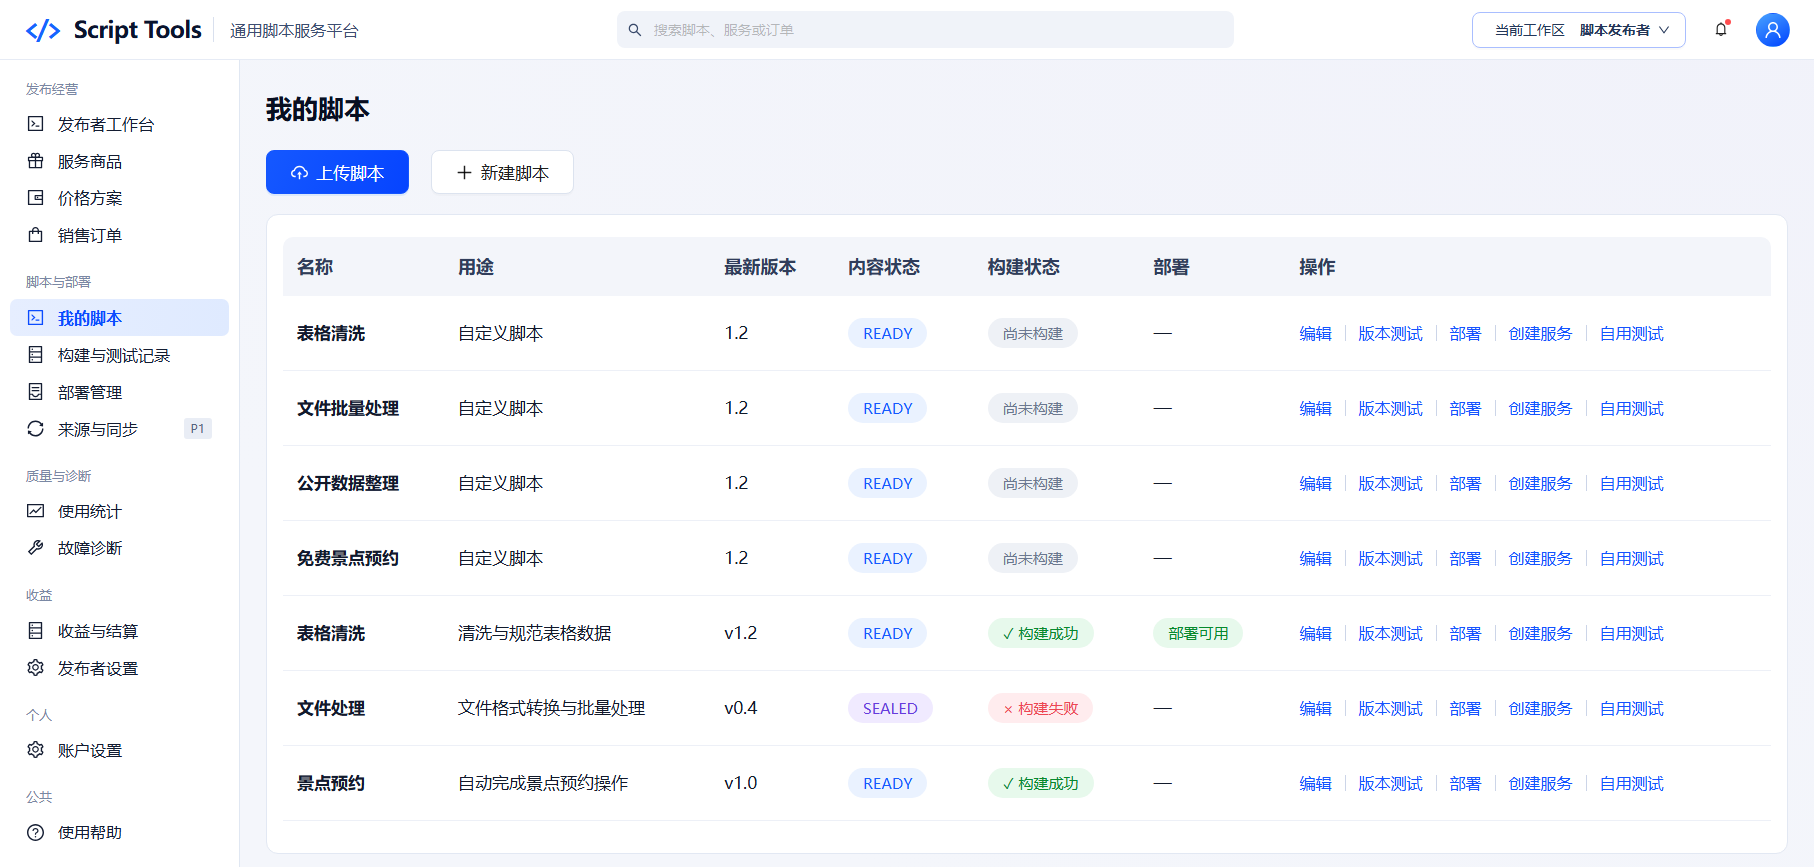 </> Script Tools 通用脚本服务平台 搜索脚本、服务或订单 当前工作区 脚本发布者
发布经营
发布者工作台
服务商品
价格方案
销售订单
脚本与部署
我的脚本
构建与测试记录
部署管理
来源与同步 P1
质量与诊断
使用统计
故障诊断
收益
收益与结算
发布者设置
个人
账户设置
公共
使用帮助
我的脚本
上传脚本 新建脚本
名称 用途 最新版本 内容状态 构建状态 部署 操作
表格清洗 自定义脚本 1.2 READY 尚未构建 — 编辑 版本测试 部署 创建服务 自用测试
文件批量处理 自定义脚本 1.2 READY 尚未构建 — 编辑 版本测试 部署 创建服务 自用测试
公开数据整理 自定义脚本 1.2 READY 尚未构建 — 编辑 版本测试 部署 创建服务 自用测试
免费景点预约 自定义脚本 1.2 READY 尚未构建 — 编辑 版本测试 部署 创建服务 自用测试
表格清洗 清洗与规范表格数据 v1.2 READY ✓ 构建成功 部署可用 编辑 版本测试 部署 创建服务 自用测试
文件处理 文件格式转换与批量处理 v0.4 SEALED × 构建失败 — 编辑 版本测试 部署 创建服务 自用测试
景点预约 自动完成景点预约操作 v1.0 READY ✓ 构建成功 — 编辑 版本测试 部署 创建服务 自用测试